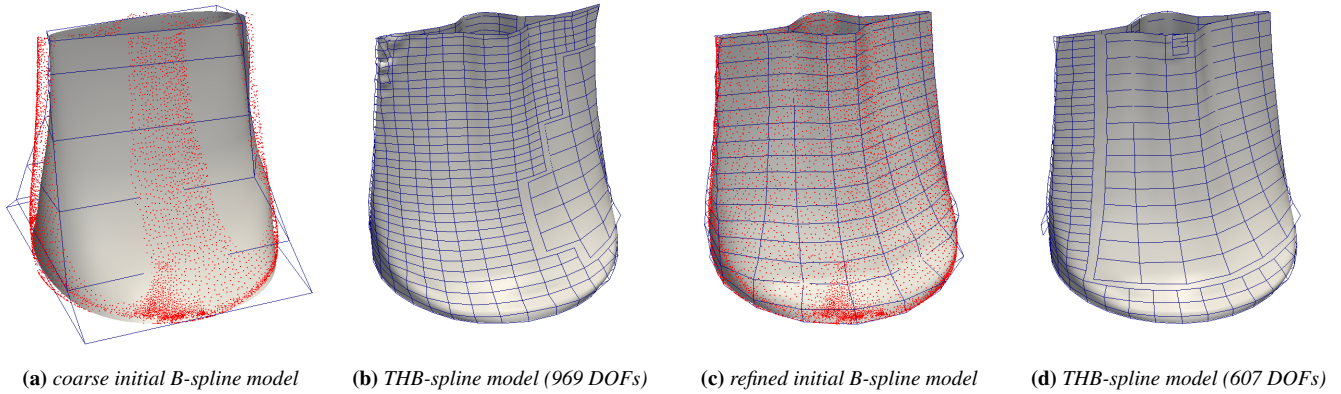 (a) coarse initial B-spline model
(b) THB-spline model (969 DOFs)
(c) refined initial B-spline model
(d) THB-spline model (607 DOFs)